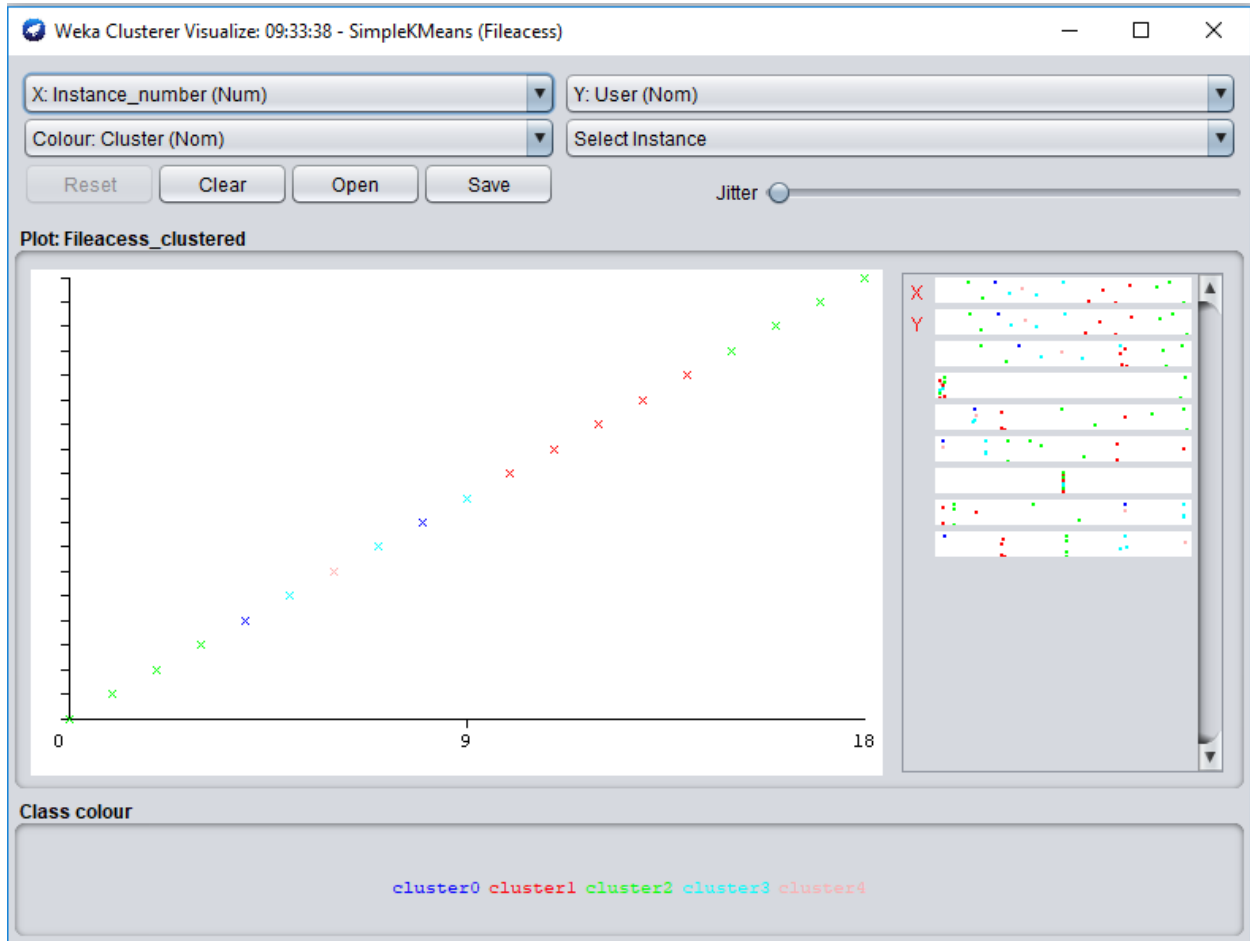 Weka Clusterer Visualize: 09:33:38 - SimpleKMeans (Fileacess)
X: Instance_number (Num) Y: User (Nom)
Colour: Cluster (Nom) Select Instance
Reset Clear Open Save Jitter
Plot: Fileacess_clustered
X
Y
0 9 18
Class colour
cluster0 cluster1 cluster2 cluster3 cluster4